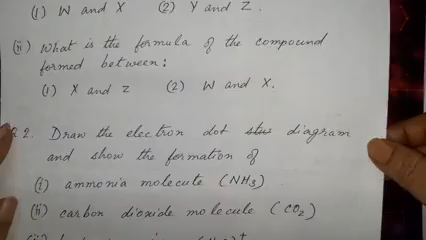 (1) W and X (2) Y and Z.
(ii) What is the formula of the compound
formed between:
(1) X and Z (2) W and X.
Q2. Draw the electron dot diagram
and show the formation of
(i) ammonia molecule (NH3)
(ii) carbon dioxide molecule (CO2)